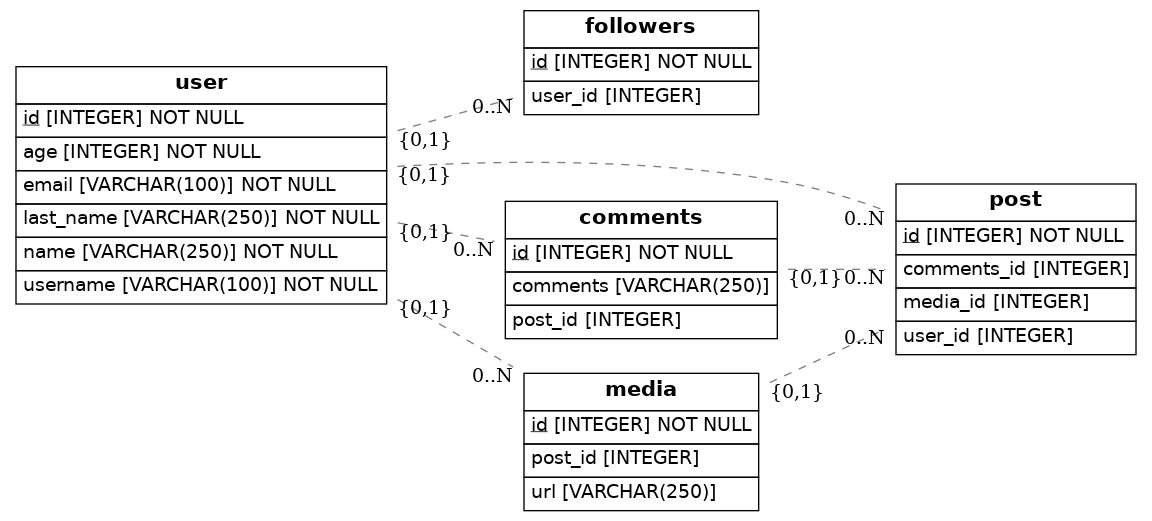 user
id [INTEGER] NOT NULL
age [INTEGER] NOT NULL
email [VARCHAR(100)] NOT NULL
last_name [VARCHAR(250)] NOT NULL
name [VARCHAR(250)] NOT NULL
username [VARCHAR(100)] NOT NULL
followers
id [INTEGER] NOT NULL
user_id [INTEGER]
0..N
{0,1}
{0,1}
0..N
{0,1}
0..N
{0,1}
0..N
comments
id [INTEGER] NOT NULL
comments [VARCHAR(250)]
post_id [INTEGER]
{0,1}
0..N
media
id [INTEGER] NOT NULL
post_id [INTEGER]
url [VARCHAR(250)]
0..N
{0,1}
post
id [INTEGER] NOT NULL
comments_id [INTEGER]
media_id [INTEGER]
user_id [INTEGER]